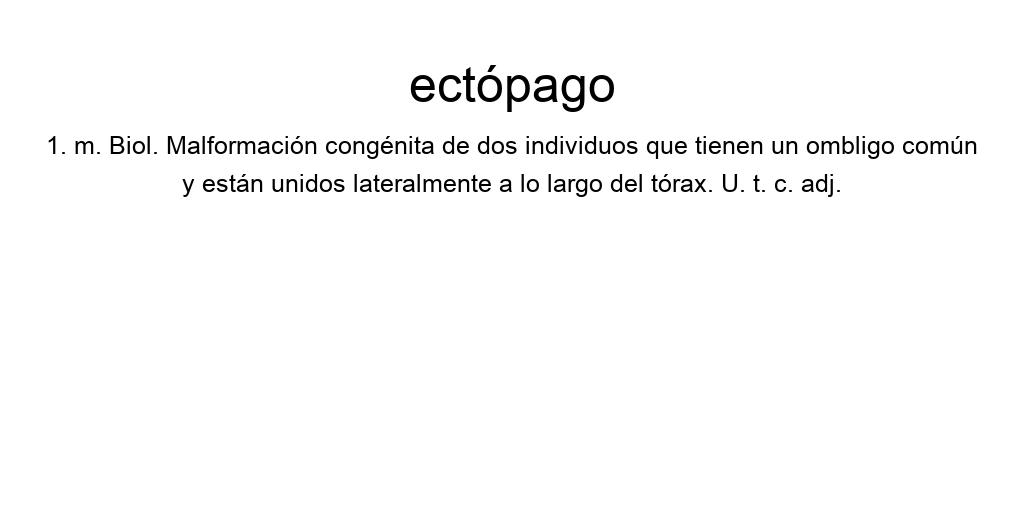 ectópago
1. m. Biol. Malformación congénita de dos individuos que tienen un ombligo común
y están unidos lateralmente a lo largo del tórax. U. t. c. adj.